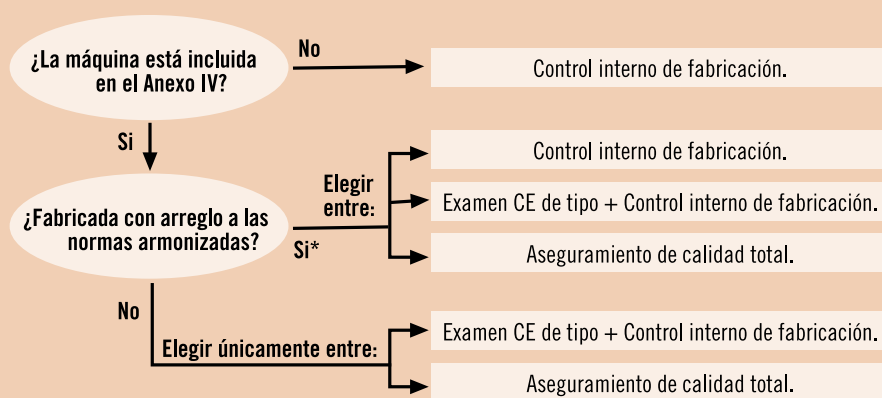 ¿La máquina está incluida
en el Anexo IV?
No
Control interno de fabricación.
Si
¿Fabricada con arreglo a las
normas armonizadas?
Si*
Elegir
entre:
Control interno de fabricación.
Examen CE de tipo + Control interno de fabricación.
Aseguramiento de calidad total.
No
Elegir únicamente entre:
Examen CE de tipo + Control interno de fabricación.
Aseguramiento de calidad total.